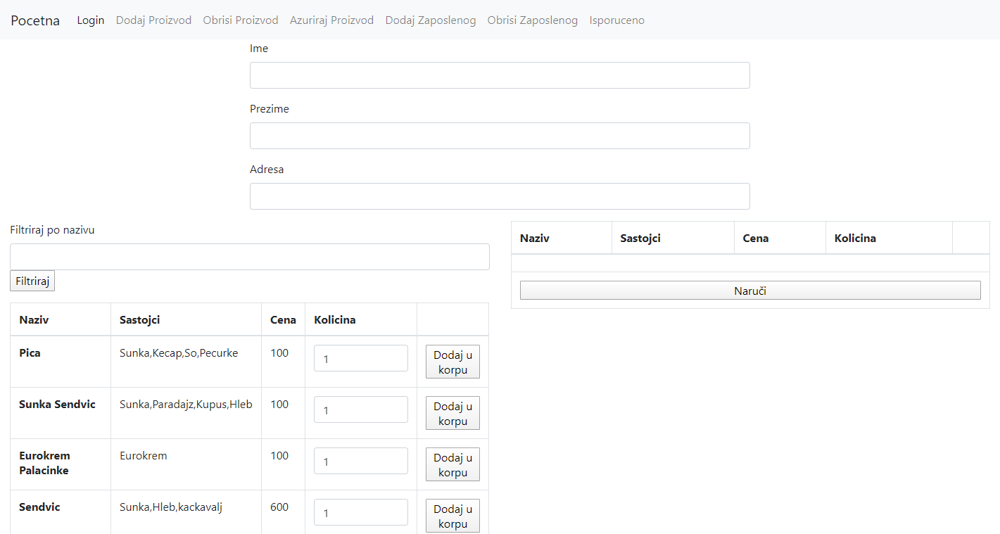 Pocetna Login Dodaj Proizvod Obrisi Proizvod Azuriraj Proizvod Dodaj Zaposlenog Obrisi Zaposlenog Isporuceno
Ime
Prezime
Adresa
Filtriraj po nazivu
Filtriraj
Naziv Sastojci Cena Kolicina
Pica Sunka,Kecap,So,Pecurke 100 1 Dodaj u
korpu
Sunka Sendvic Sunka,Paradajz,Kupus,Hleb 100 1 Dodaj u
korpu
Eurokrem Eurokrem 100 1 Dodaj u
Palacinke korpu
Sendvic Sunka,Hleb,kackavalj 600 1 Dodaj u
korpu
Naziv Sastojci Cena Kolicina
Naruči